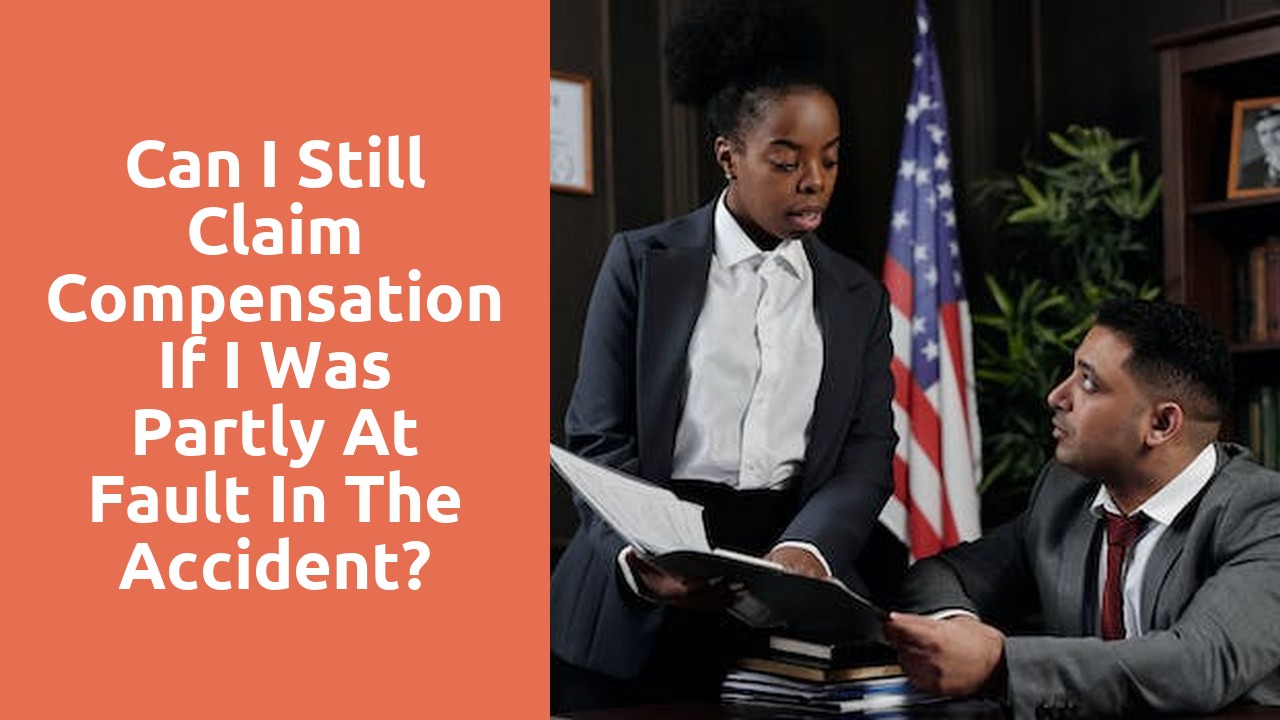 Can I Still
Claim
Compensation
If I Was
Partly At
Fault In The
Accident?